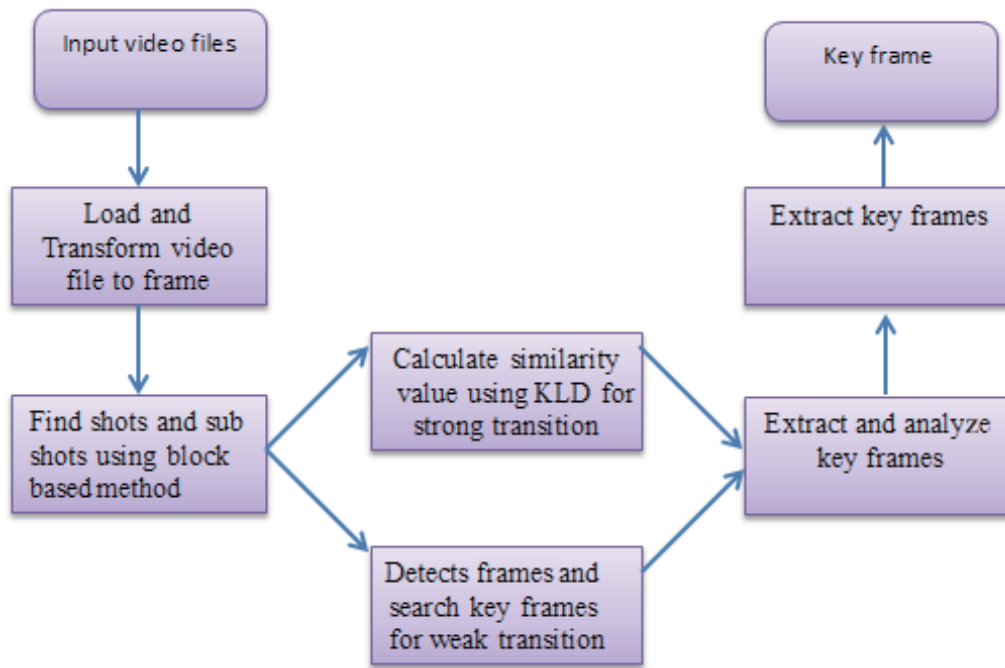 Input video files
Load and
Transform video
file to frame
Find shots and sub
shots using block
based method
Calculate similarity
value using KLD for
strong transition
Detects frames and
search key frames
for weak transition
Extract and analyze
key frames
Extract key frames
Key frame